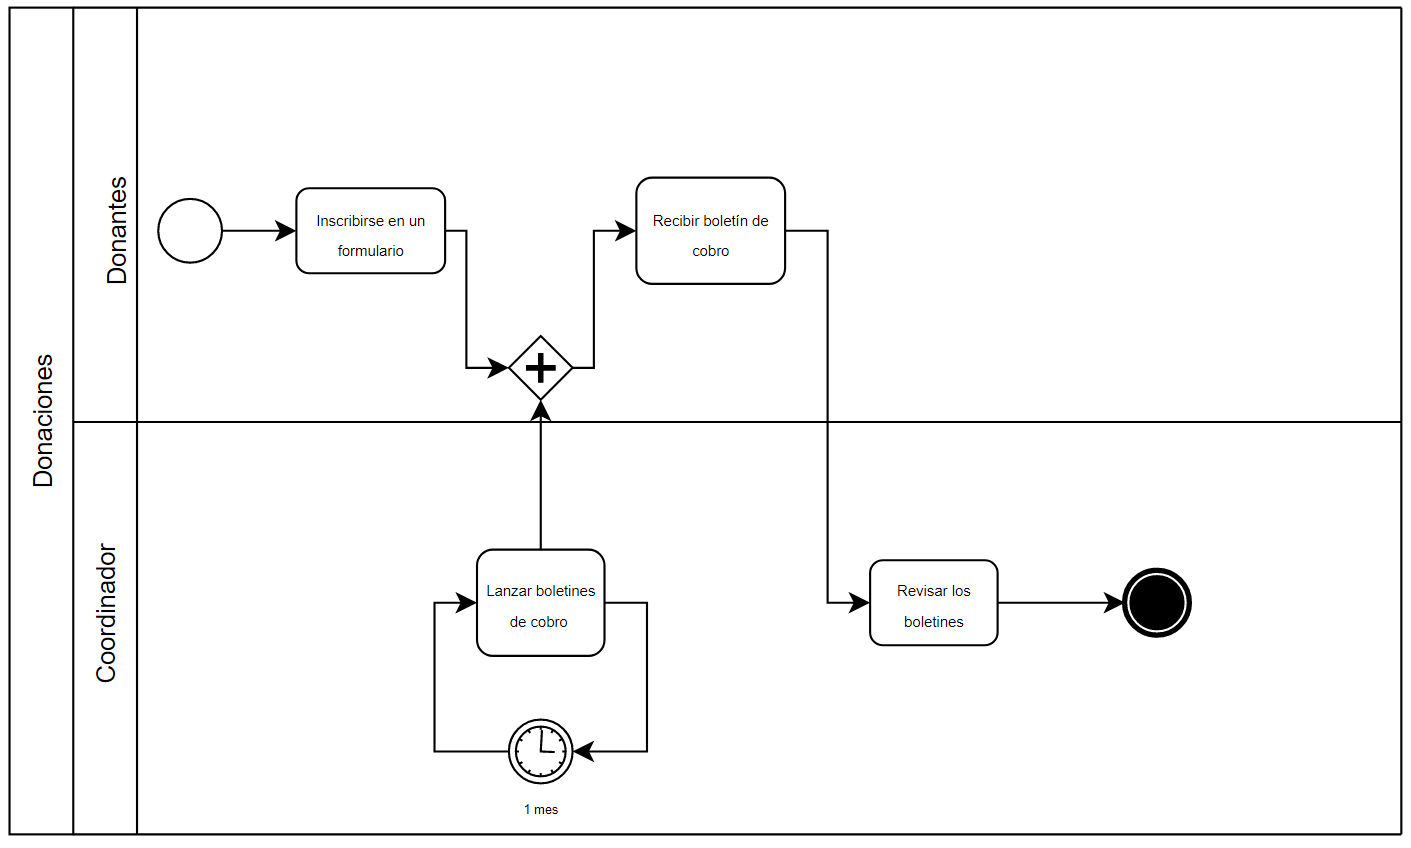 Donaciones
Donantes
Inscribirse en un
formulario
Recibir boletín de
cobro
Coordinador
Lanzar boletines
de cobro
1 mes
Revisar los
boletines